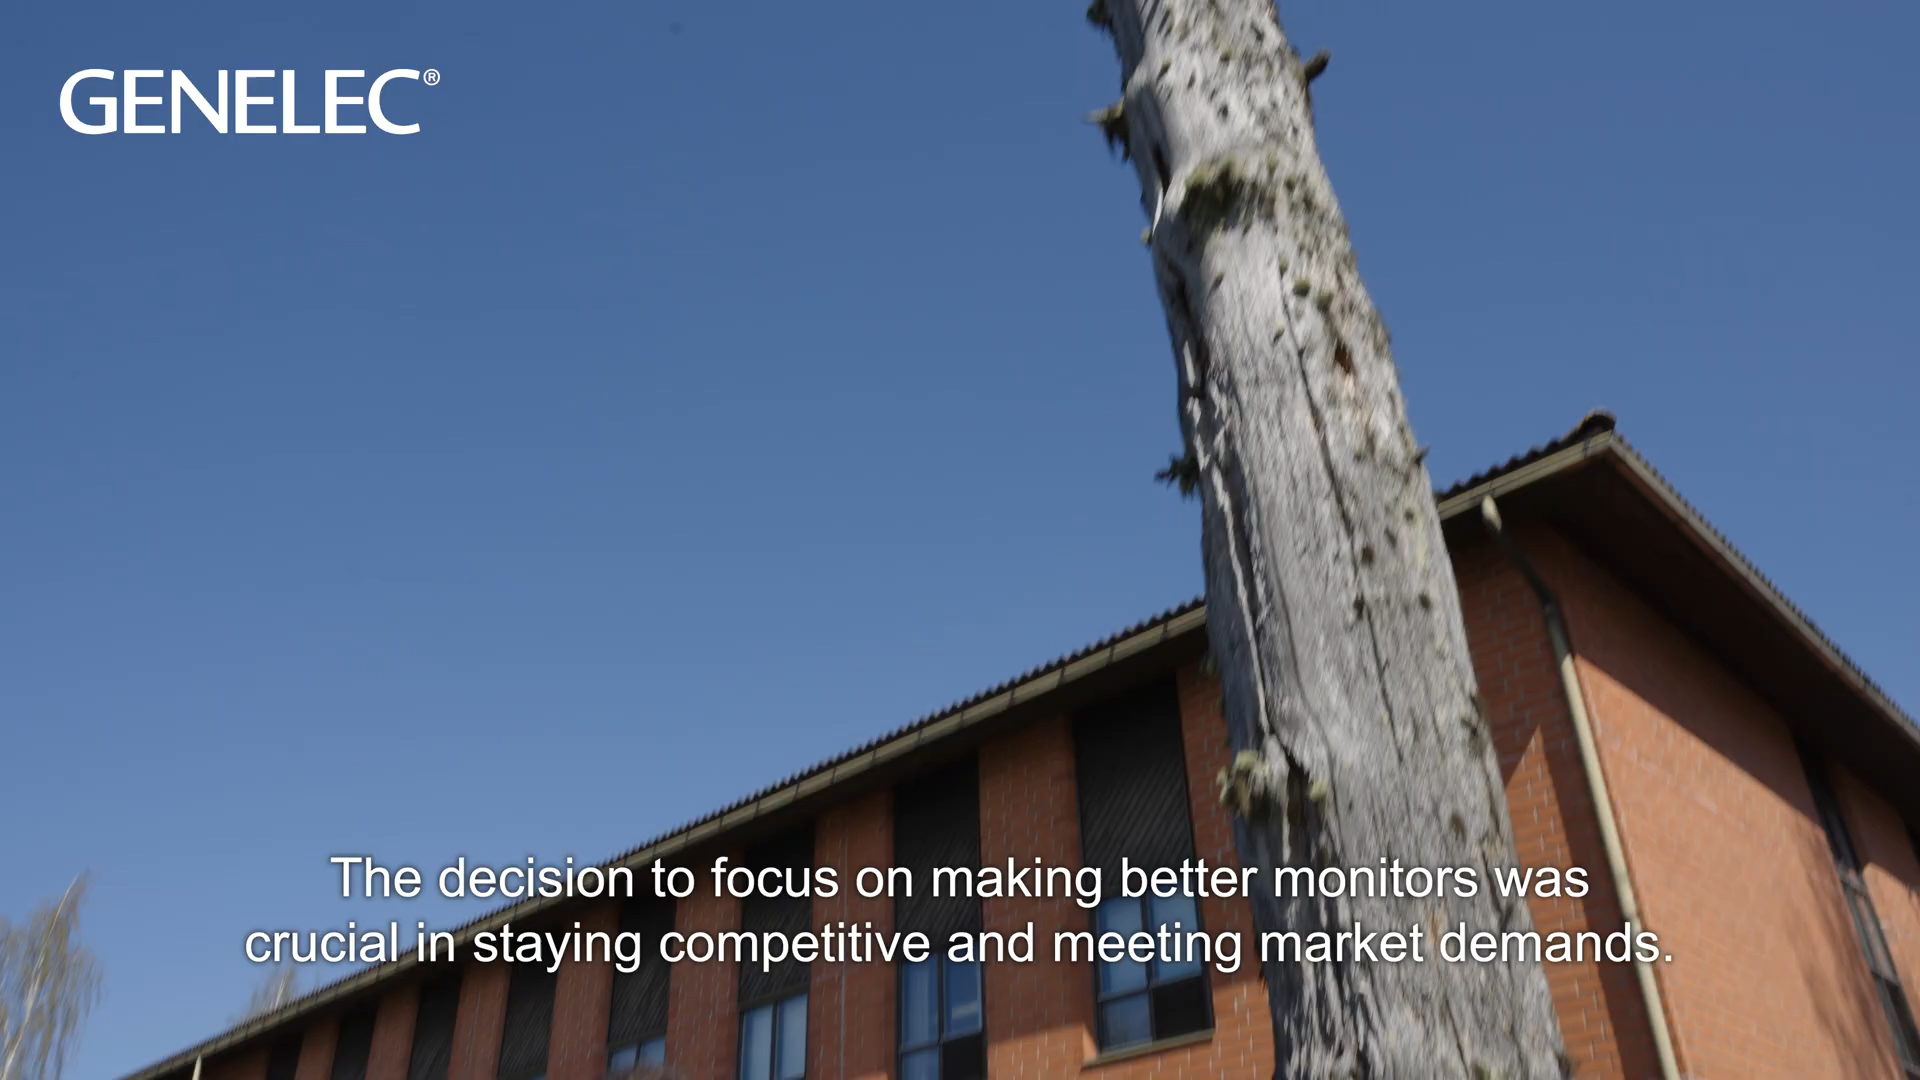 GENELEC®
The decision to focus on making better monitors was
crucial in staying competitive and meeting market demands.